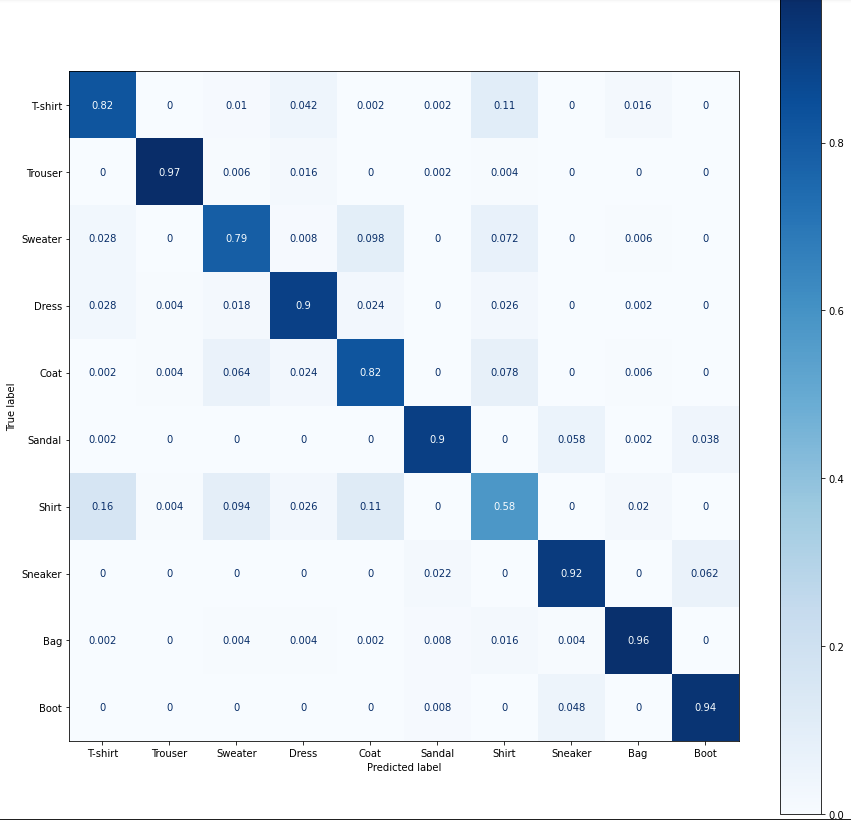 T-shirt 0.82 0 0.01 0.042 0.002 0.002 0.11 0 0.016 0
0.8
Trouser 0 0.97 0.006 0.016 0 0.002 0.004 0 0 0
Sweater 0.028 0 0.79 0.008 0.098 0 0.072 0 0.006 0
Dress 0.028 0.004 0.018 0.9 0.024 0 0.026 0 0.002 0
0.6
Coat 0.002 0.004 0.064 0.024 0.82 0 0.078 0 0.006 0
True label
Sandal 0.002 0 0 0 0 0.9 0 0.058 0.002 0.038
0.4
Shirt 0.16 0.004 0.094 0.026 0.11 0 0.58 0 0.02 0
Sneaker 0 0 0 0 0 0.022 0 0.92 0 0.062
Bag 0.002 0 0.004 0.004 0.002 0.008 0.016 0.004 0.96 0
0.2
Boot 0 0 0 0 0 0.008 0 0.048 0 0.94
T-shirt Trouser Sweater Dress Coat Sandal Shirt Sneaker Bag Boot
Predicted label
0.0